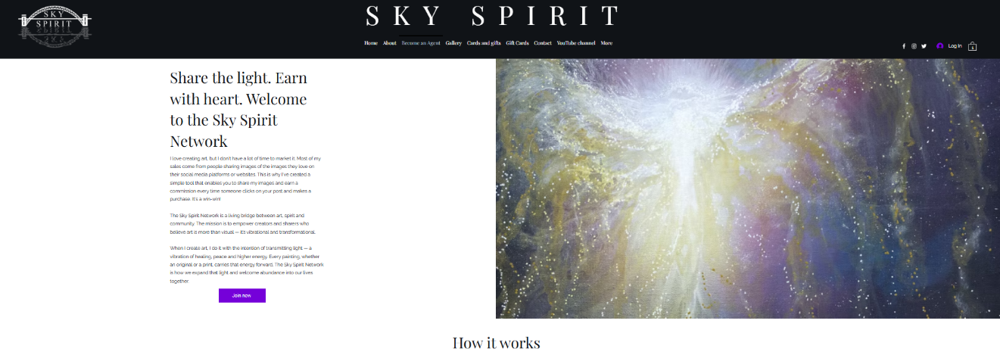 SKY
SPIRIT
SKY SPIRIT
Home About Become an Agent Gallery Cards and gifts Gift Cards Contact YouTube channel More
Log In
Share the light. Earn
with heart. Welcome
to the Sky Spirit
Network
I love creating art, but I don't have a lot of time to market it. Most of my
sales come from people sharing images of the images they love on
their social media platforms or websites. This is why I've created a
simple tool that enables you to share my images and earn a
commission every time someone clicks on your post and makes a
purchase. It's a win-win!
The Sky Spirit Network is a living bridge between art, spirit and
community. The mission is to empower creators and sharers who
believe art is more than visual — it's vibrational and transformational.
When I create art, I do it with the intention of transmitting light — a
vibration of healing, peace and higher energy. Every painting, whether
an original or a print, carries that energy forward. The Sky Spirit Network
is how we expand that light and welcome abundance into our lives
together.
Join now
How it works